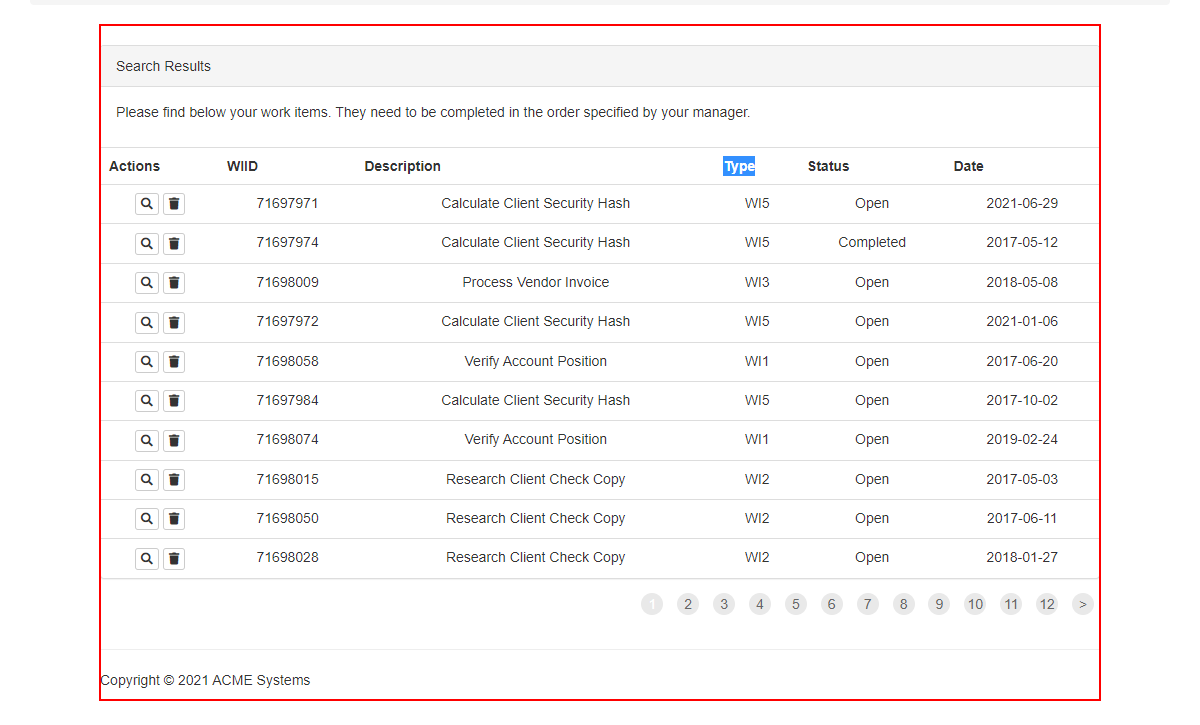 Search Results
Please find below your work items. They need to be completed in the order specified by your manager.
Actions WIID Description Type Status Date
71697971 Calculate Client Security Hash WI5 Open 2021-06-29
71697974 Calculate Client Security Hash WI5 Completed 2017-05-12
71698009 Process Vendor Invoice WI3 Open 2018-05-08
71697972 Calculate Client Security Hash WI5 Open 2021-01-06
71698058 Verify Account Position WI1 Open 2017-06-20
71697984 Calculate Client Security Hash WI5 Open 2017-10-02
71698074 Verify Account Position WI1 Open 2019-02-24
71698015 Research Client Check Copy WI2 Open 2017-05-03
71698050 Research Client Check Copy WI2 Open 2017-06-11
71698028 Research Client Check Copy WI2 Open 2018-01-27
1 2 3 4 5 6 7 8 9 10 11 12 >
Copyright © 2021 ACME Systems